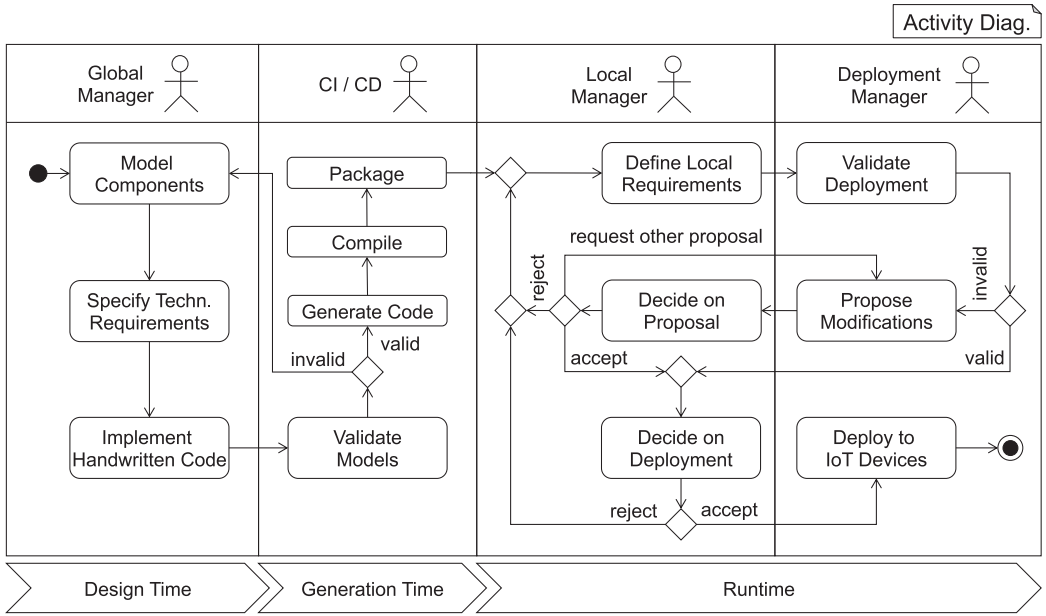 Activity Diag.
Global
Manager
CI / CD
Local
Manager
Deployment
Manager
Model
Components
Package
Define Local
Requirements
Validate
Deployment
Compile
request other proposal
reject
invalid
Specify Techn.
Requirements
Generate Code
Decide on
Proposal
Propose
Modifications
valid
invalid
accept
valid
Implement
Handwritten Code
Validate
Models
Decide on
Deployment
Deploy to
IoT Devices
reject
accept
Design Time
Generation Time
Runtime